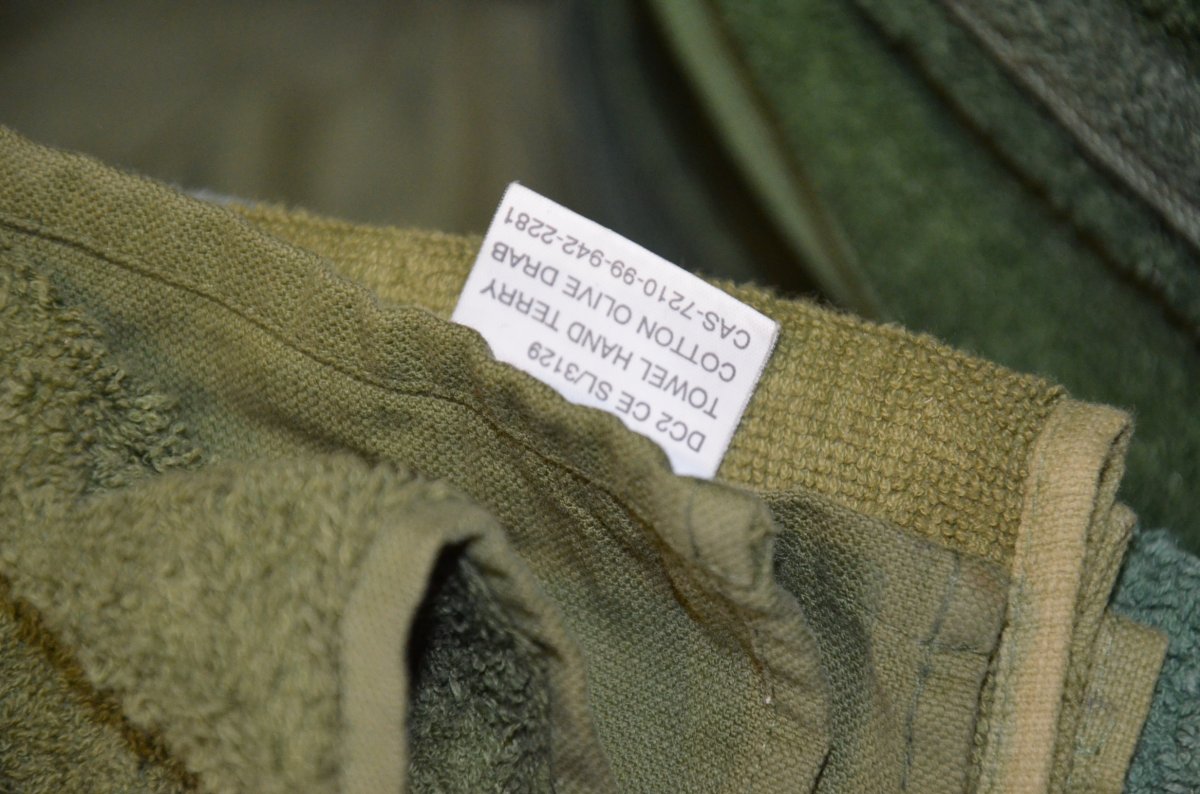 DC2 CE SL/3129
TOWEL HAND TERRY
COTTON OLIVE DRAB
CAS-7210-99-942-2281